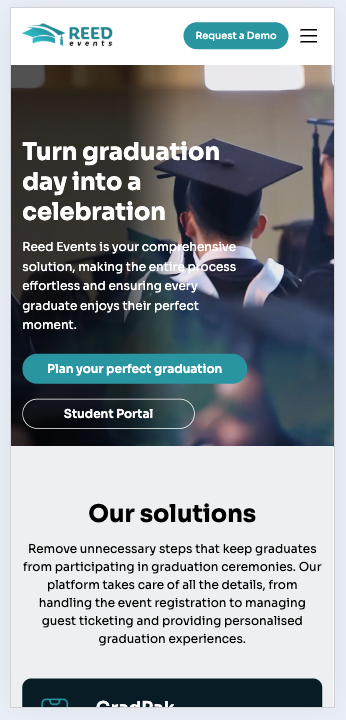 REED
events
Request a Demo
Turn graduation
day into a
celebration
Reed Events is your comprehensive
solution, making the entire process
effortless and ensuring every
graduate enjoys their perfect
moment.
Plan your perfect graduation
Student Portal
Our solutions
Remove unnecessary steps that keep graduates
from participating in graduation ceremonies. Our
platform takes care of all the details, from
handling the event registration to managing
guest ticketing and providing personalised
graduation experiences.
GradPak